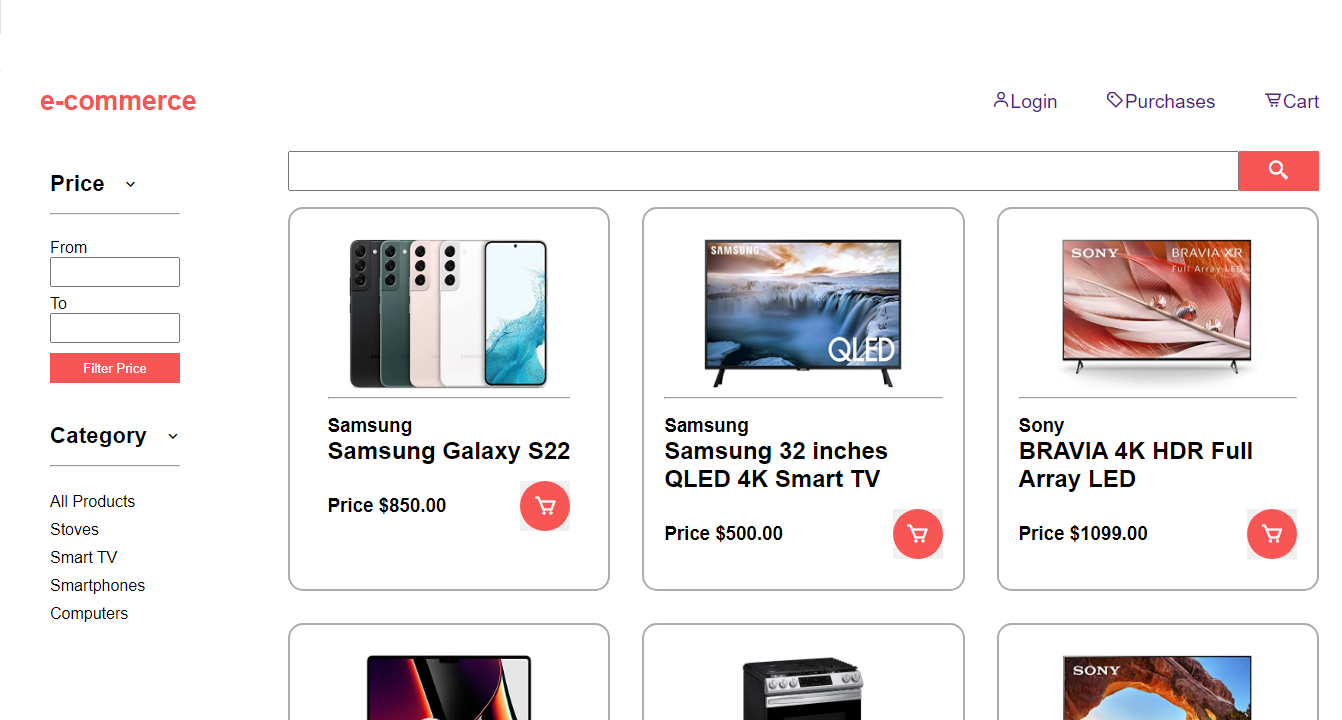 e-commerce
Login
Purchases
Cart
Price
From
To
Filter Price
Category
All Products
Stoves
Smart TV
Smartphones
Computers
SAMSUNG
QLED
SONY
BRAVIA XR
Full Array LED
Samsung
Samsung Galaxy S22
Price $850.00
Samsung
Samsung 32 inches
QLED 4K Smart TV
Price $500.00
Sony
BRAVIA 4K HDR Full
Array LED
Price $1099.00
SONY